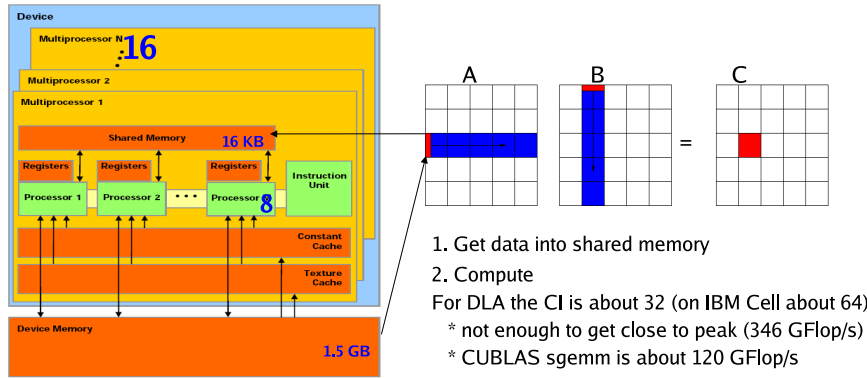 Device
Multiprocessor N
16
Multiprocessor 2
Multiprocessor 1
Shared Memory
16 KB
Registers
Registers
Registers
Processor 1
Processor 2
• • •
Processor 8
Instruction
Unit
Constant
Cache
Texture
Cache
Device Memory
1.5 GB
A
B
C
=
1. Get data into shared memory
2. Compute
For DLA the CI is about 32 (on IBM Cell about 64)
* not enough to get close to peak (346 GFlop/s)
* CUBLAS sgemm is about 120 GFlop/s